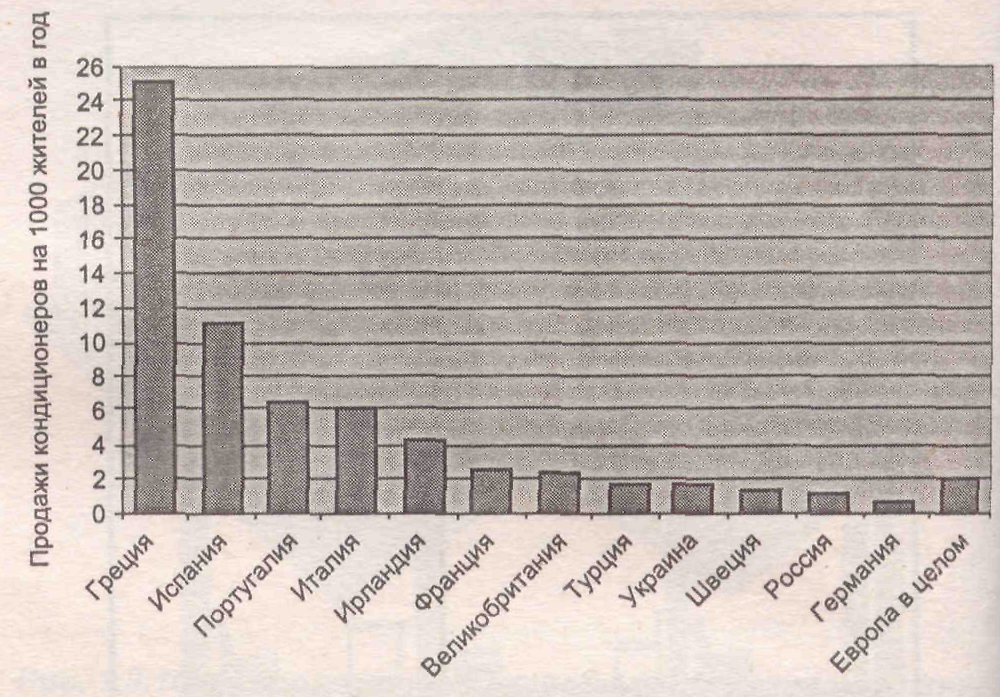 Продажи кондиционеров на 1000 жителей в год
26
24
22
20
18
16
14
12
10
8
6
4
2
0
Греция
Испания
Португалия
Италия
Ирландия
Франция
Великобритания
Турция
Украина
Швеция
Россия
Германия
Европа в целом